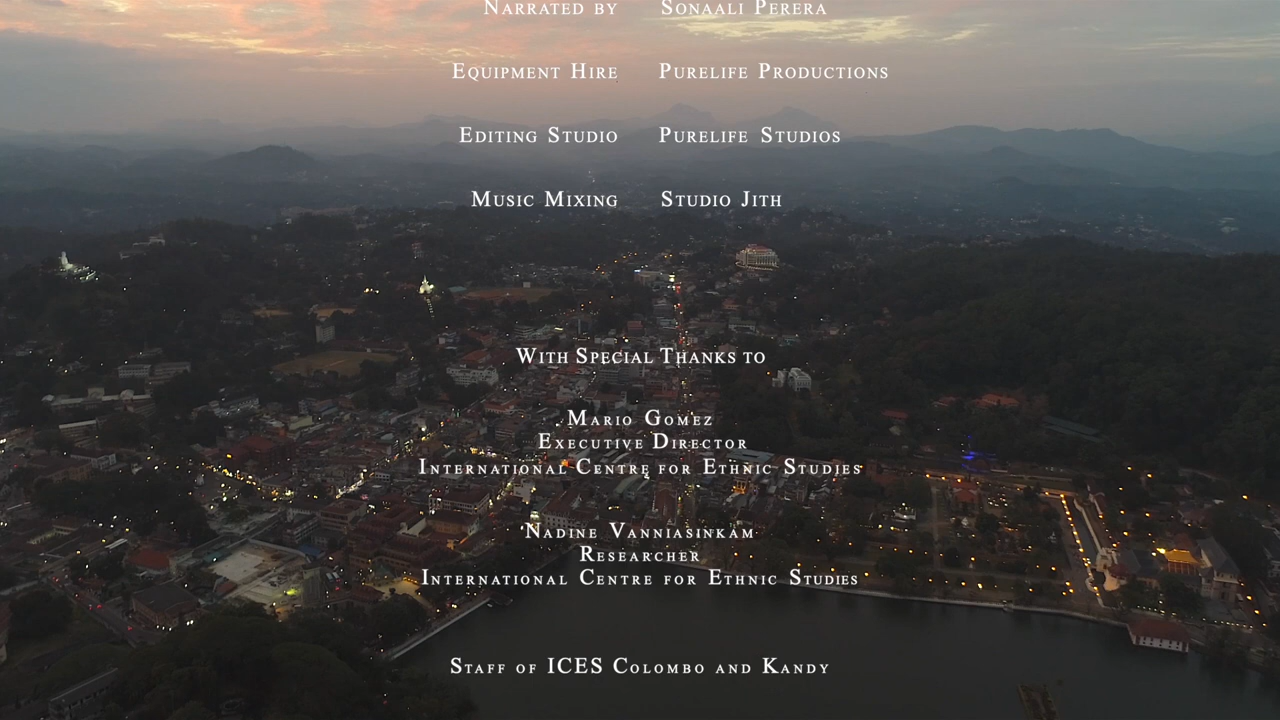 Narrated by Sonaali Perera
Equipment Hire Purelife Productions
Editing Studio Purelife Studios
Music Mixing Studio Jith
With Special Thanks to
Mario Gomez
Executive Director
International Centre for Ethnic Studies
Nadine Vanniasinkam
Researcher
International Centre for Ethnic Studies
Staff of ICES Colombo and Kandy